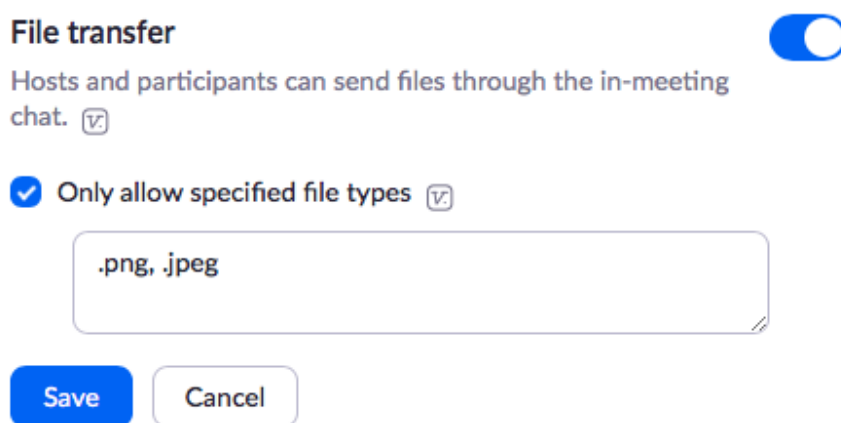 File transfer
Hosts and participants can send files through the in-meeting
chat.
Only allow specified file types
.png, .jpeg
Save
Cancel